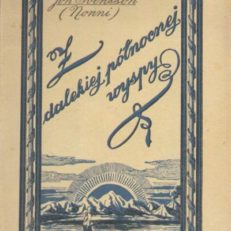 Jón Svensson
(Nonni)
Z
dalekiej północnej
wyspy